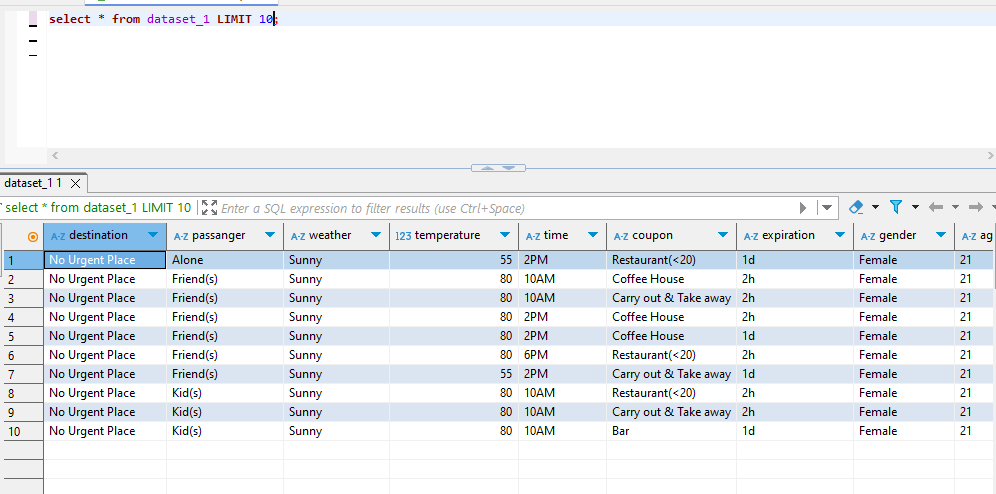 select * from dataset_1 LIMIT 10;
dataset_1 1
select * from dataset_1 LIMIT 10 Enter a SQL expression to filter results (use Ctrl+Space)
A-Z destination A-Z passanger A-Z weather 123 temperature A-Z time A-Z coupon A-Z expiration A-Z gender A-Z ag
1 No Urgent Place Alone Sunny 55 2PM Restaurant(<20) 1d Female 21
2 No Urgent Place Friend(s) Sunny 80 10AM Coffee House 2h Female 21
3 No Urgent Place Friend(s) Sunny 80 10AM Carry out & Take away 2h Female 21
4 No Urgent Place Friend(s) Sunny 80 2PM Coffee House 2h Female 21
5 No Urgent Place Friend(s) Sunny 80 2PM Coffee House 1d Female 21
6 No Urgent Place Friend(s) Sunny 80 6PM Restaurant(<20) 2h Female 21
7 No Urgent Place Friend(s) Sunny 55 2PM Carry out & Take away 1d Female 21
8 No Urgent Place Kid(s) Sunny 80 10AM Restaurant(<20) 2h Female 21
9 No Urgent Place Kid(s) Sunny 80 10AM Carry out & Take away 2h Female 21
10 No Urgent Place Kid(s) Sunny 80 10AM Bar 1d Female 21